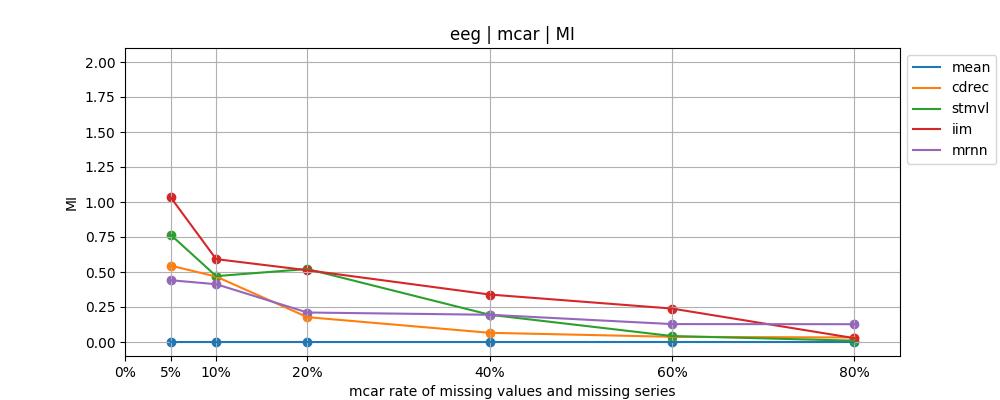 eeg | mcar | MI
2.00
1.75
1.50
1.25
1.00
0.75
0.50
0.25
0.00
MI
0% 5% 10% 20% 40% 60% 80%
mcar rate of missing values and missing series
mean
cdrec
stmvl
iim
mrnn